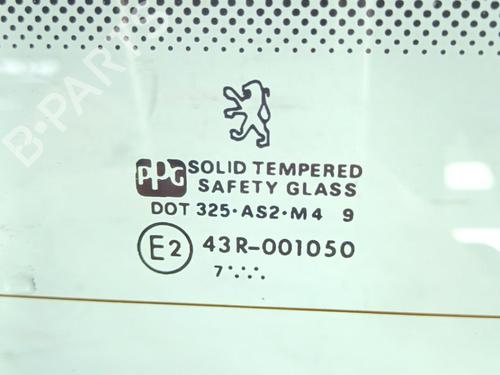 B-PARTS
PPG SOLID TEMPERED
SAFETY GLASS
DOT 325·AS2·M4 9
E2 43R-001050
7·....